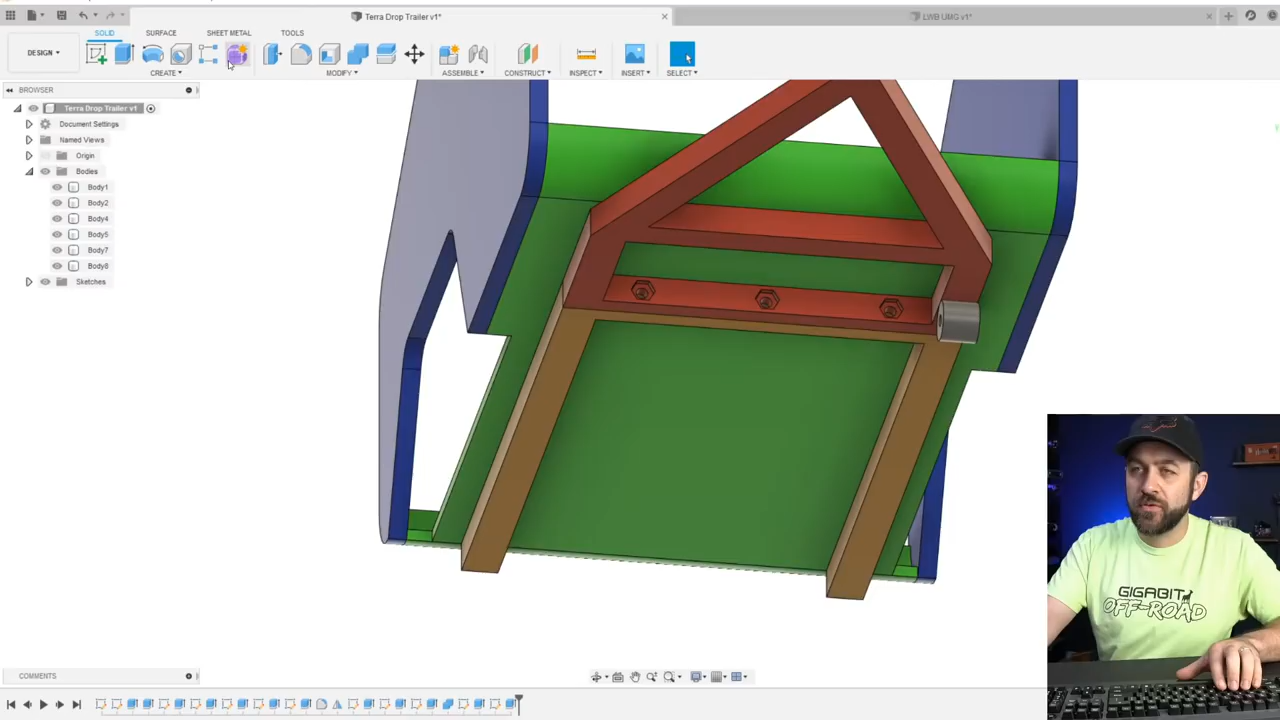 Terra Drop Trailer v1*
LWB UMG v1*
SOLID
SURFACE
SHEET METAL
TOOLS
DESIGN
CREATE
MODIFY
ASSEMBLE
CONSTRUCT
INSPECT
INSERT
SELECT
BROWSER
Terra Drop Trailer v1
Document Settings
Named Views
Origin
Bodies
Body1
Body2
Body4
Body5
Body7
Body8
Sketches
GIGABIT
OFF-ROAD
COMMENTS